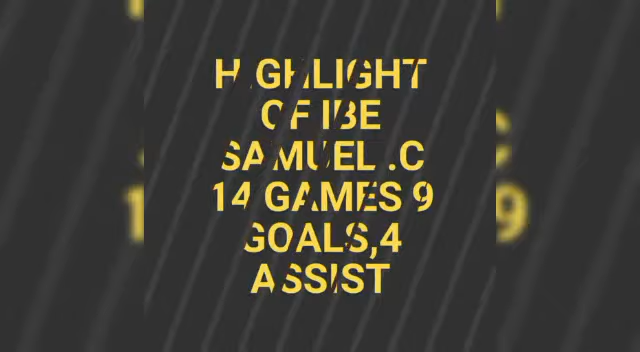 HIGHLIGHT
OF IBE
SAMUEL .C
14 GAMES 9
GOALS,4
ASSIST